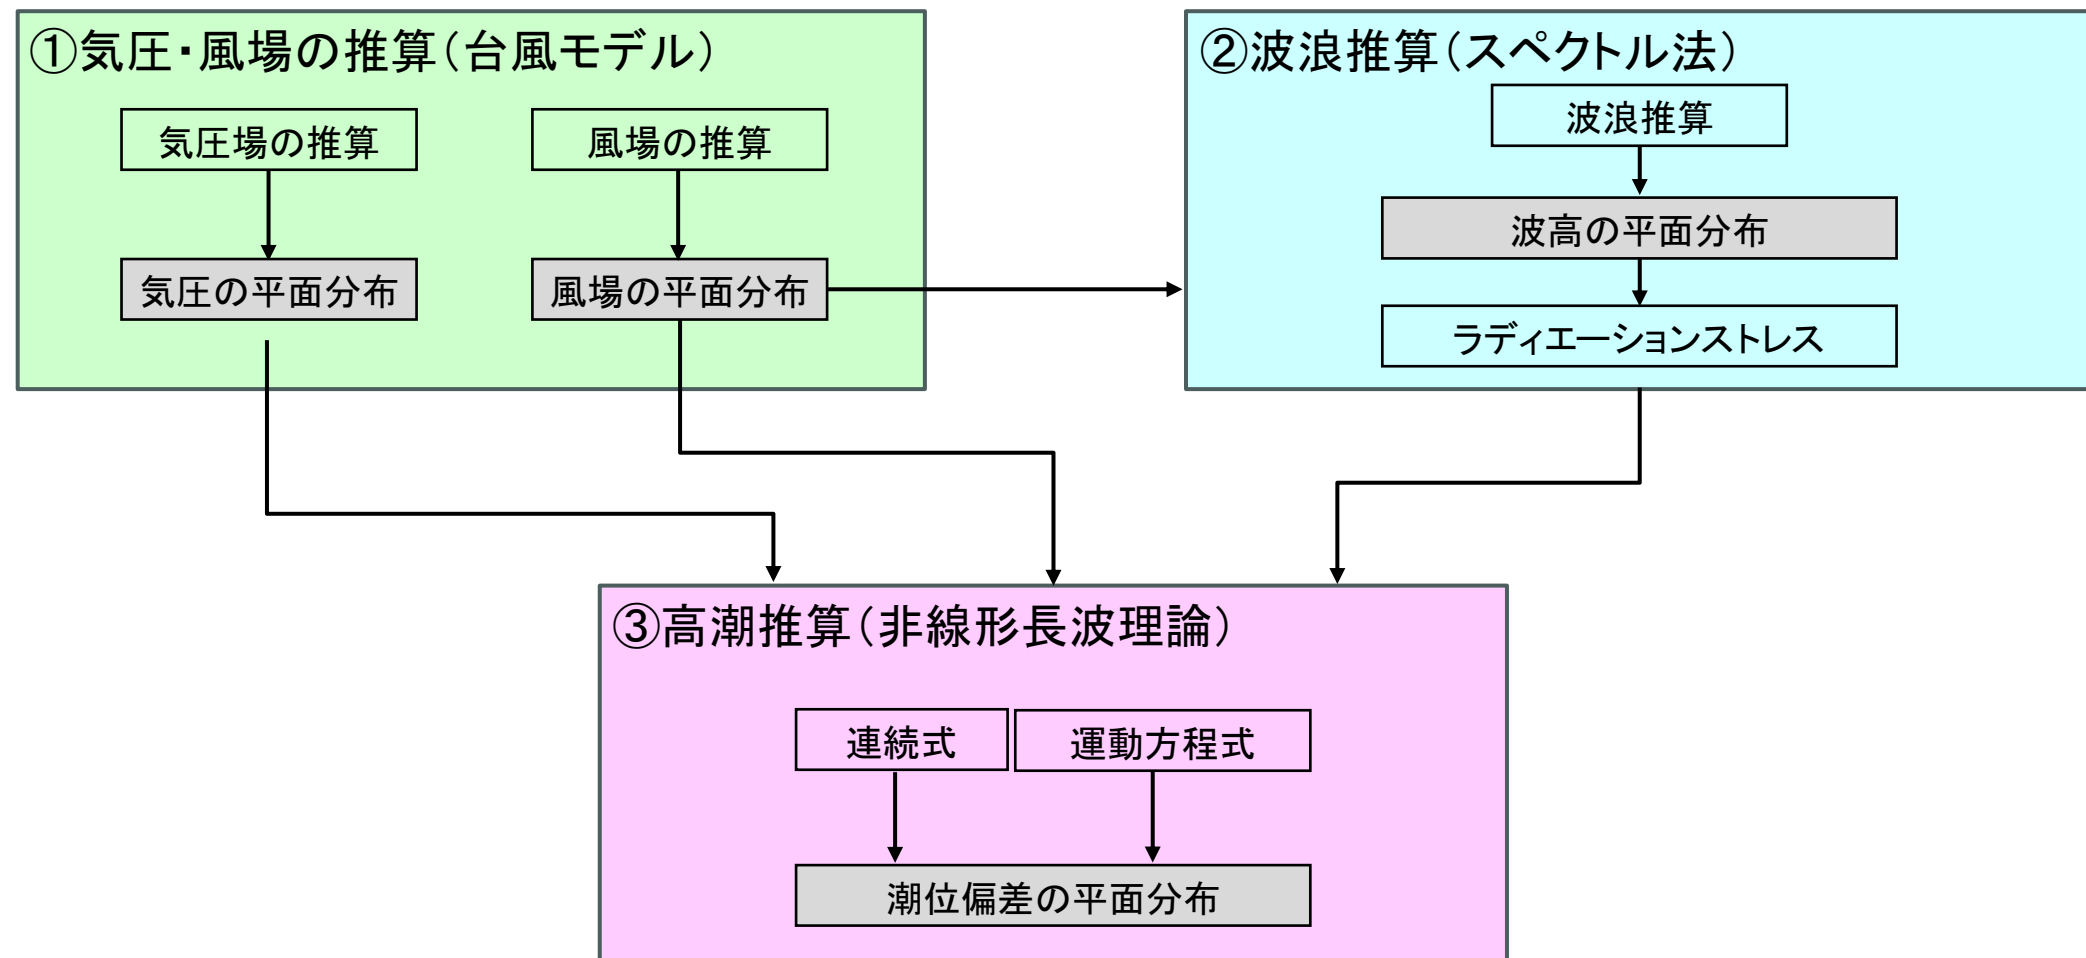 ①気圧・風場の推算（台風モデル）
気圧場の推算
風場の推算
気圧の平面分布
風場の平面分布
②波浪推算（スペクトル法）
波浪推算
波高の平面分布
ラディエーションストレス
③高潮推算（非線形長波理論）
連続式
運動方程式
潮位偏差の平面分布